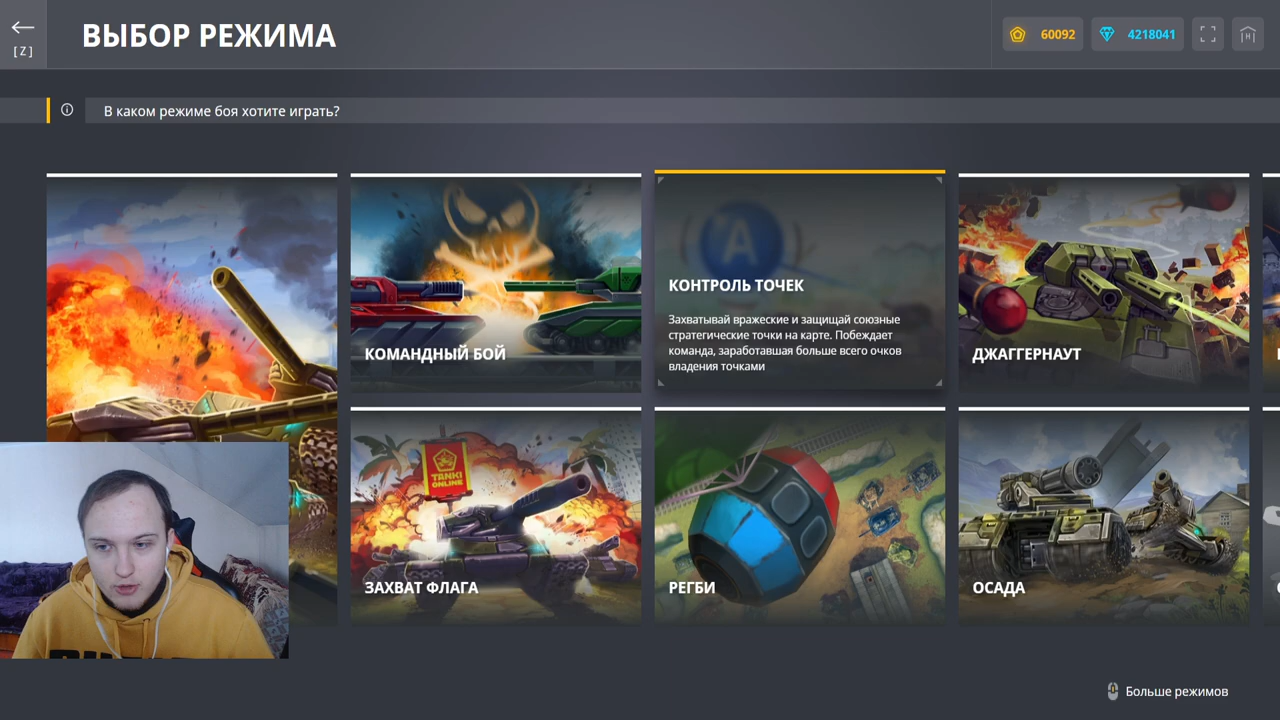 [Z]
ВЫБОР РЕЖИМА
60092
4218041
В каком режиме боя хотите играть?
КОМАНДНЫЙ БОЙ
КОНТРОЛЬ ТОЧЕК
Захватывай вражеские и защищай союзные
стратегические точки на карте. Побеждает
команда, заработавшая больше всего очков
владения точками
A
ДЖАГГЕРНАУТ
TANKI
ONLINE
ЗАХВАТ ФЛАГА
РЕГБИ
ОСАДА
Больше режимов